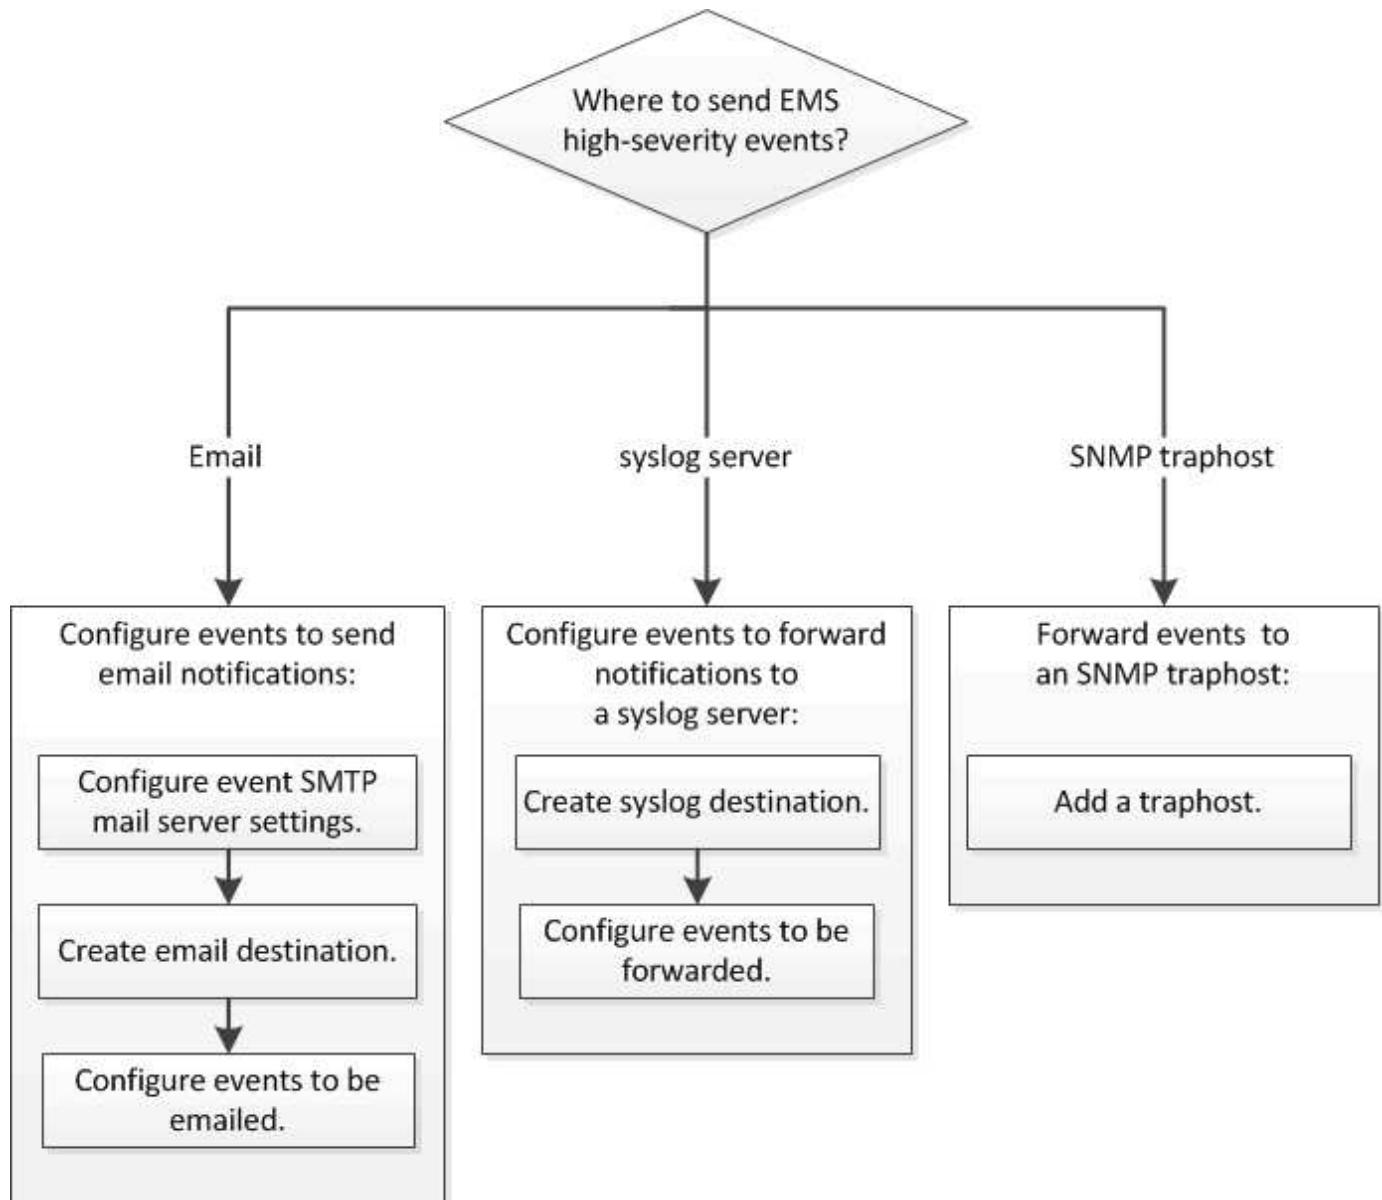 Where to send EMS
high-severity events?
Email
syslog server
SNMP traphost
Configure events to send
email notifications:
Configure event SMTP
mail server settings.
Create email destination.
Configure events to be
emailed.
Configure events to forward
notifications to
a syslog server:
Create syslog destination.
Configure events to be
forwarded.
Forward events to
an SNMP traphost:
Add a traphost.